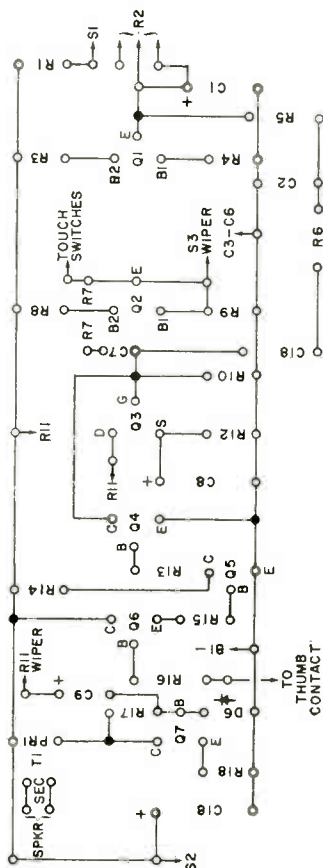 S2
+
C18
(SPKR)
SEC
T1
PR1
R18
E
C
Q7
R17
B
D6
C9
+
R11
WIPER
TO
THUMB
CONTACT
B1-
R16
B
Q6
C
E
R15
B
Q5
C
E
R14
R13
B
Q4
C
E
C8
+
R11
D
S
R12
Q3
G
R11
R10
C7
C18
R7
R8
B2
Q2
B1
R9
E
R7
TOUCH
SWITCHES
S3
WIPER
C3-C6
R6
C2
R3
B2
Q1
B1
R4
E
R5
C1
+
R1
S1
R2